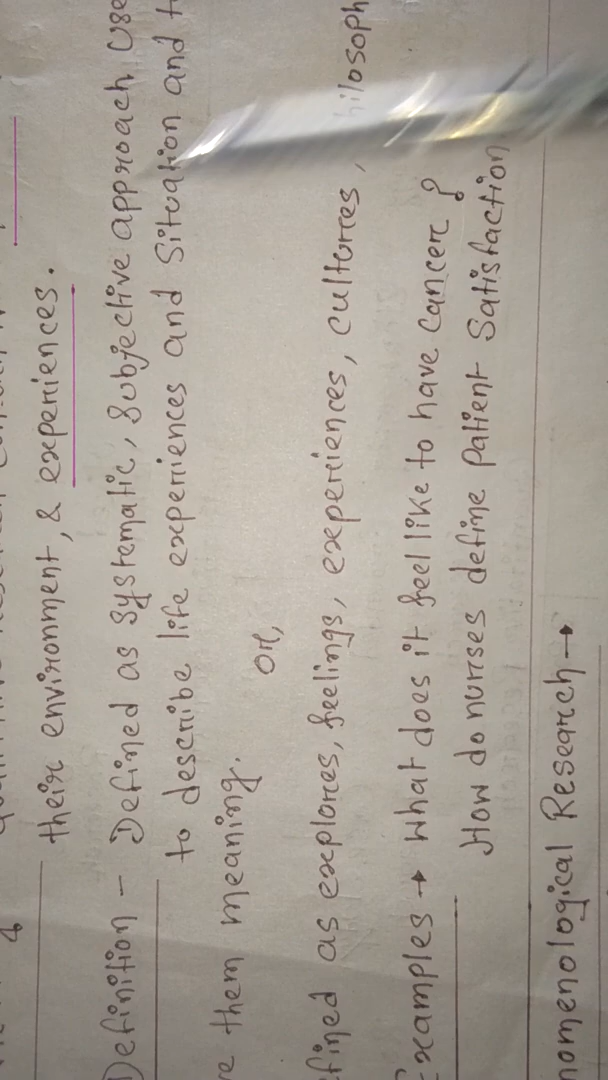 their environment, & experiences.
Definition - Defined as systematic, subjective approach use
to describe life experiences and situation and t
e them meaning.
or,
fined as explores, feelings, experiences, cultures, hilosoph
Examples → What does it feel like to have cancer?
How do nurses define patient satisfaction
nomenological Research →